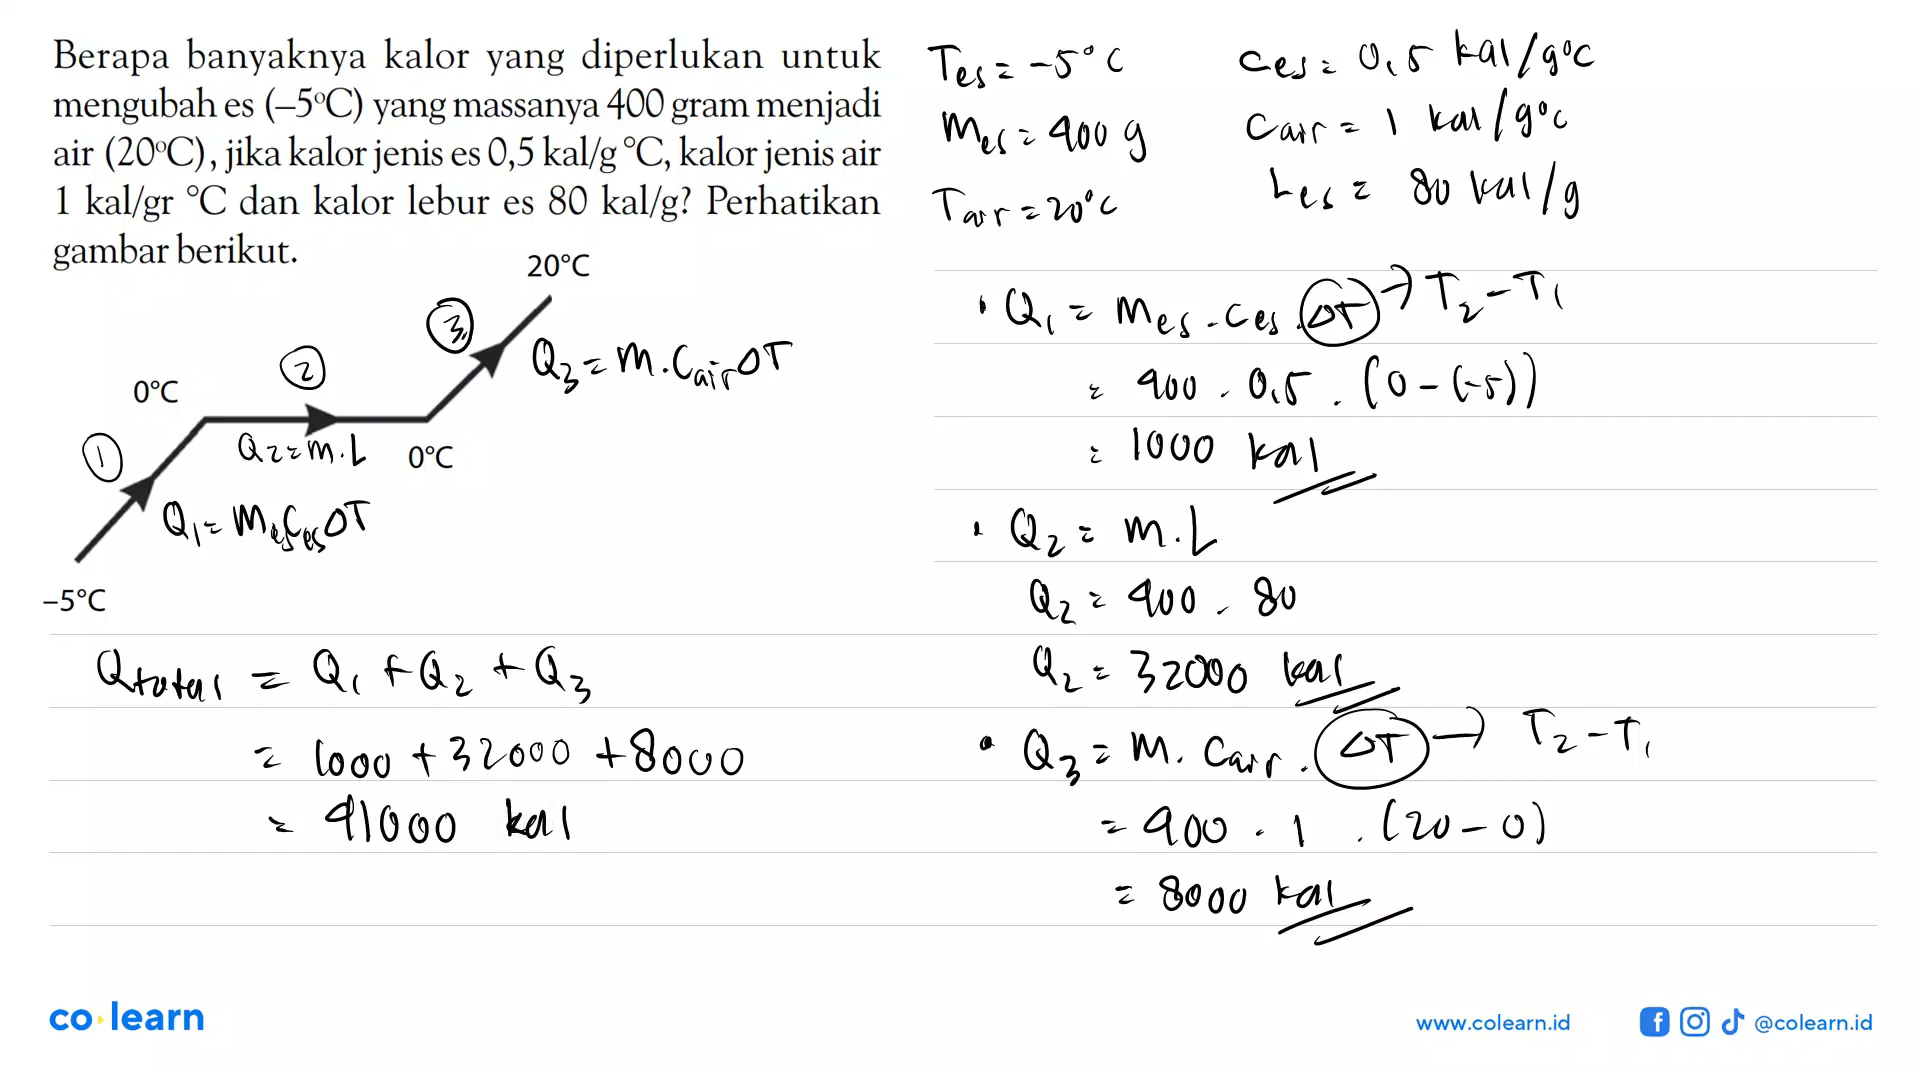 Berapa banyaknya kalor yang diperlukan untuk
mengubah es (–5°C) yang massanya 400 gram menjadi
air (20°C), jika kalor jenis es 0,5 kal/g °C, kalor jenis air
1 kal/gr °C dan kalor lebur es 80 kal/g? Perhatikan
gambar berikut.
20°C
3
Q3 = m.Cair ΔT
2
0°C
1
Q2 = m.L
0°C
Q1 = Mes Ces ΔT
–5°C
Qtotal = Q1 + Q2 + Q3
= 1000 + 32000 + 8000
= 41000 kal
Tes = -5°C
Ces = 0,5 kal/g°C
Mes = 400 g
Cair = 1 kal/g°C
Tair = 20°C
Les = 80 kal/g
• Q1 = Mes . Ces . ΔT → T2 - T1
= 400 . 0,5 . (0 - (-5))
= 1000 kal
• Q2 = m.L
Q2 = 400 . 80
Q2 = 32000 kal
• Q3 = m. Cair . ΔT → T2 - T1
= 400 . 1 . (20 - 0)
= 8000 kal
co learn
www.colearn.id
@colearn.id